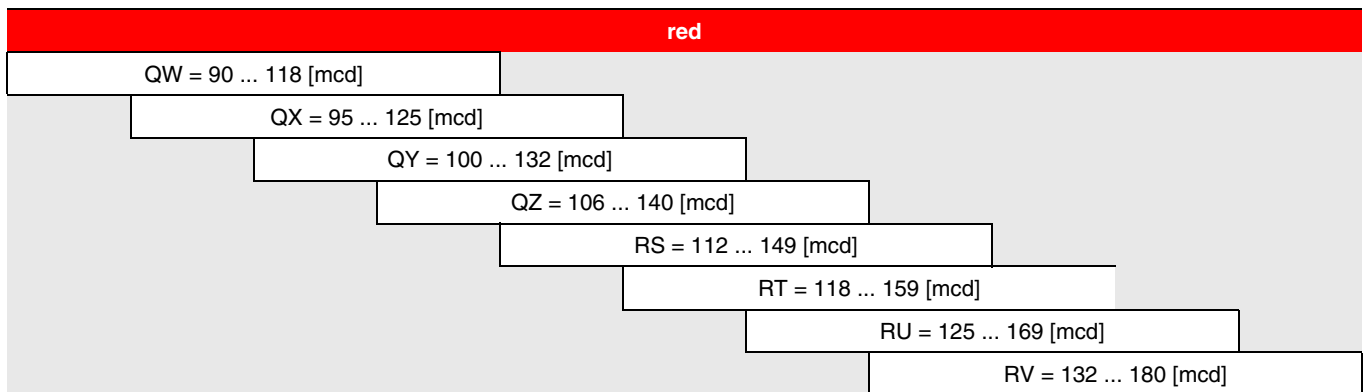 red
QW = 90 ... 118 [mcd]
QX = 95 ... 125 [mcd]
QY = 100 ... 132 [mcd]
QZ = 106 ... 140 [mcd]
RS = 112 ... 149 [mcd]
RT = 118 ... 159 [mcd]
RU = 125 ... 169 [mcd]
RV = 132 ... 180 [mcd]